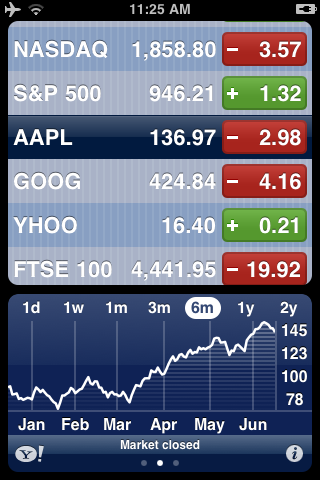 11:25 AM
NASDAQ 1,858.80 − 3.57
S&P 500 946.21 + 1.32
AAPL 136.97 − 2.98
GOOG 424.84 − 4.16
YHOO 16.40 + 0.21
FTSE 100 4,441.95 − 19.92
1d 1w 1m 3m 6m 1y 2y
145
123
100
78
Jan Feb Mar Apr May Jun
Market closed
Y! i